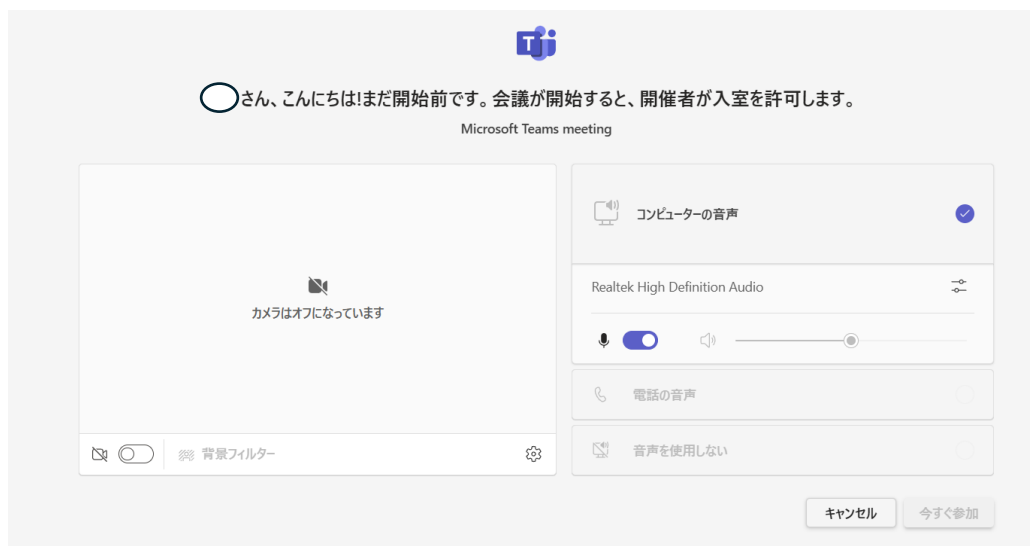 さん、こんにちは!まだ開始前です。会議が開始すると、開催者が入室を許可します。
Microsoft Teams meeting
カメラはオフになっています
背景フィルター
コンピューターの音声
Realtek High Definition Audio
電話の音声
音声を使用しない
キャンセル
今すぐ参加